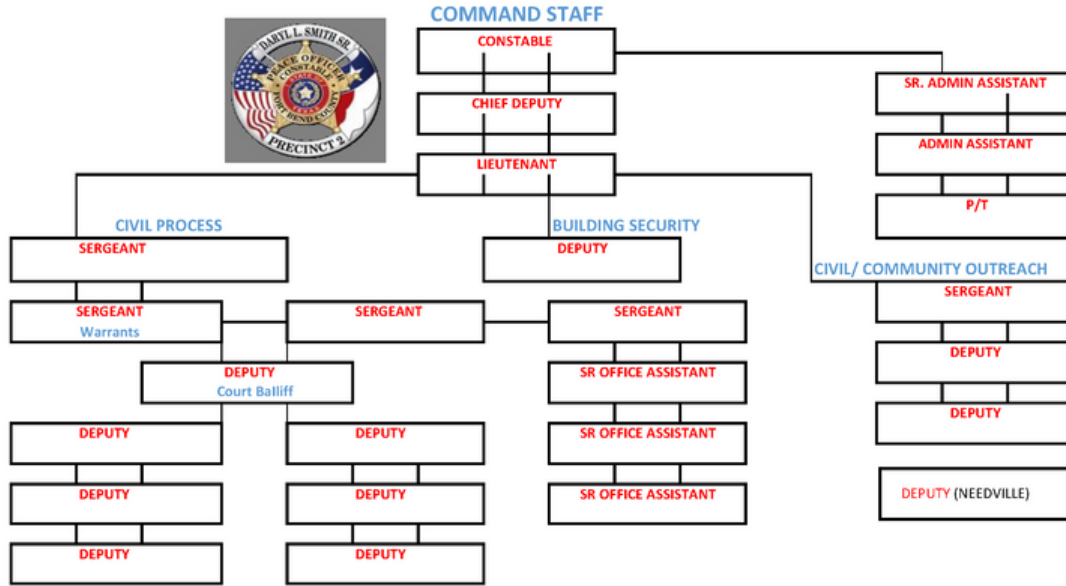 COMMAND STAFF
DARYL L. SMITH SR.
PEACE OFFICER
CONSTABLE
FORT BEND COUNTY
PRECINCT 2
CONSTABLE
CHIEF DEPUTY
LIEUTENANT
SR. ADMIN ASSISTANT
ADMIN ASSISTANT
P/T
CIVIL PROCESS
SERGEANT
BUILDING SECURITY
DEPUTY
CIVIL/ COMMUNITY OUTREACH
SERGEANT
DEPUTY
DEPUTY
DEPUTY (NEEDVILLE)
SERGEANT
Warrants
SERGEANT
SERGEANT
DEPUTY
Court Balliff
SR OFFICE ASSISTANT
SR OFFICE ASSISTANT
SR OFFICE ASSISTANT
DEPUTY
DEPUTY
DEPUTY
DEPUTY
DEPUTY
DEPUTY